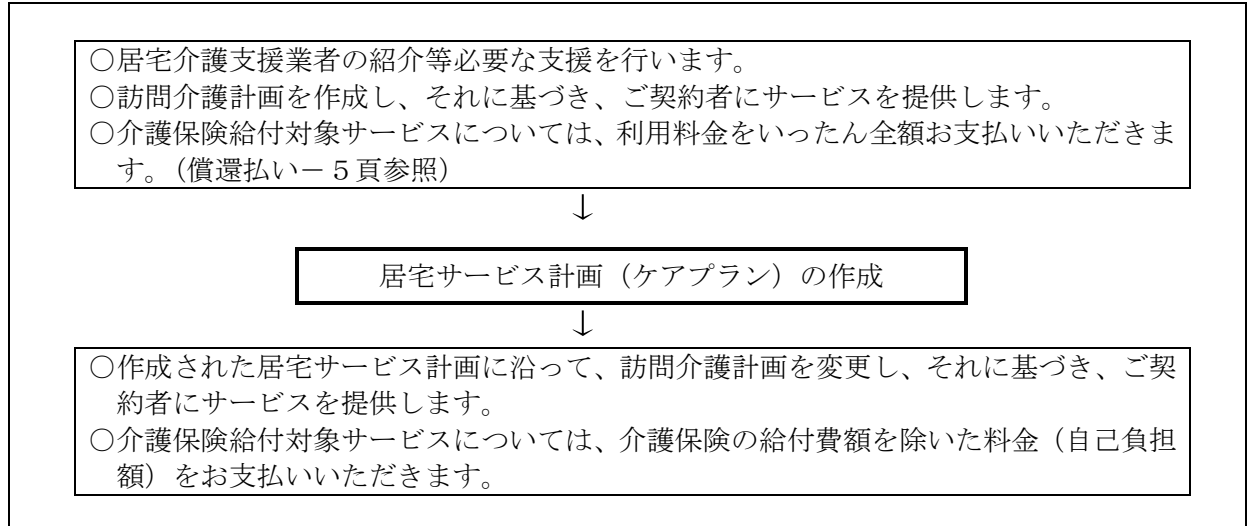 ○居宅介護支援業者の紹介等必要な支援を行います。
○訪問介護計画を作成し、それに基づき、ご契約者にサービスを提供します。
○介護保険給付対象サービスについては、利用料金をいったん全額お支払いいただきま
す。（償還払い－５頁参照）
↓
居宅サービス計画（ケアプラン）の作成
↓
○作成された居宅サービス計画に沿って、訪問介護計画を変更し、それに基づき、ご契
約者にサービスを提供します。
○介護保険給付対象サービスについては、介護保険の給付費額を除いた料金（自己負担
額）をお支払いいただきます。